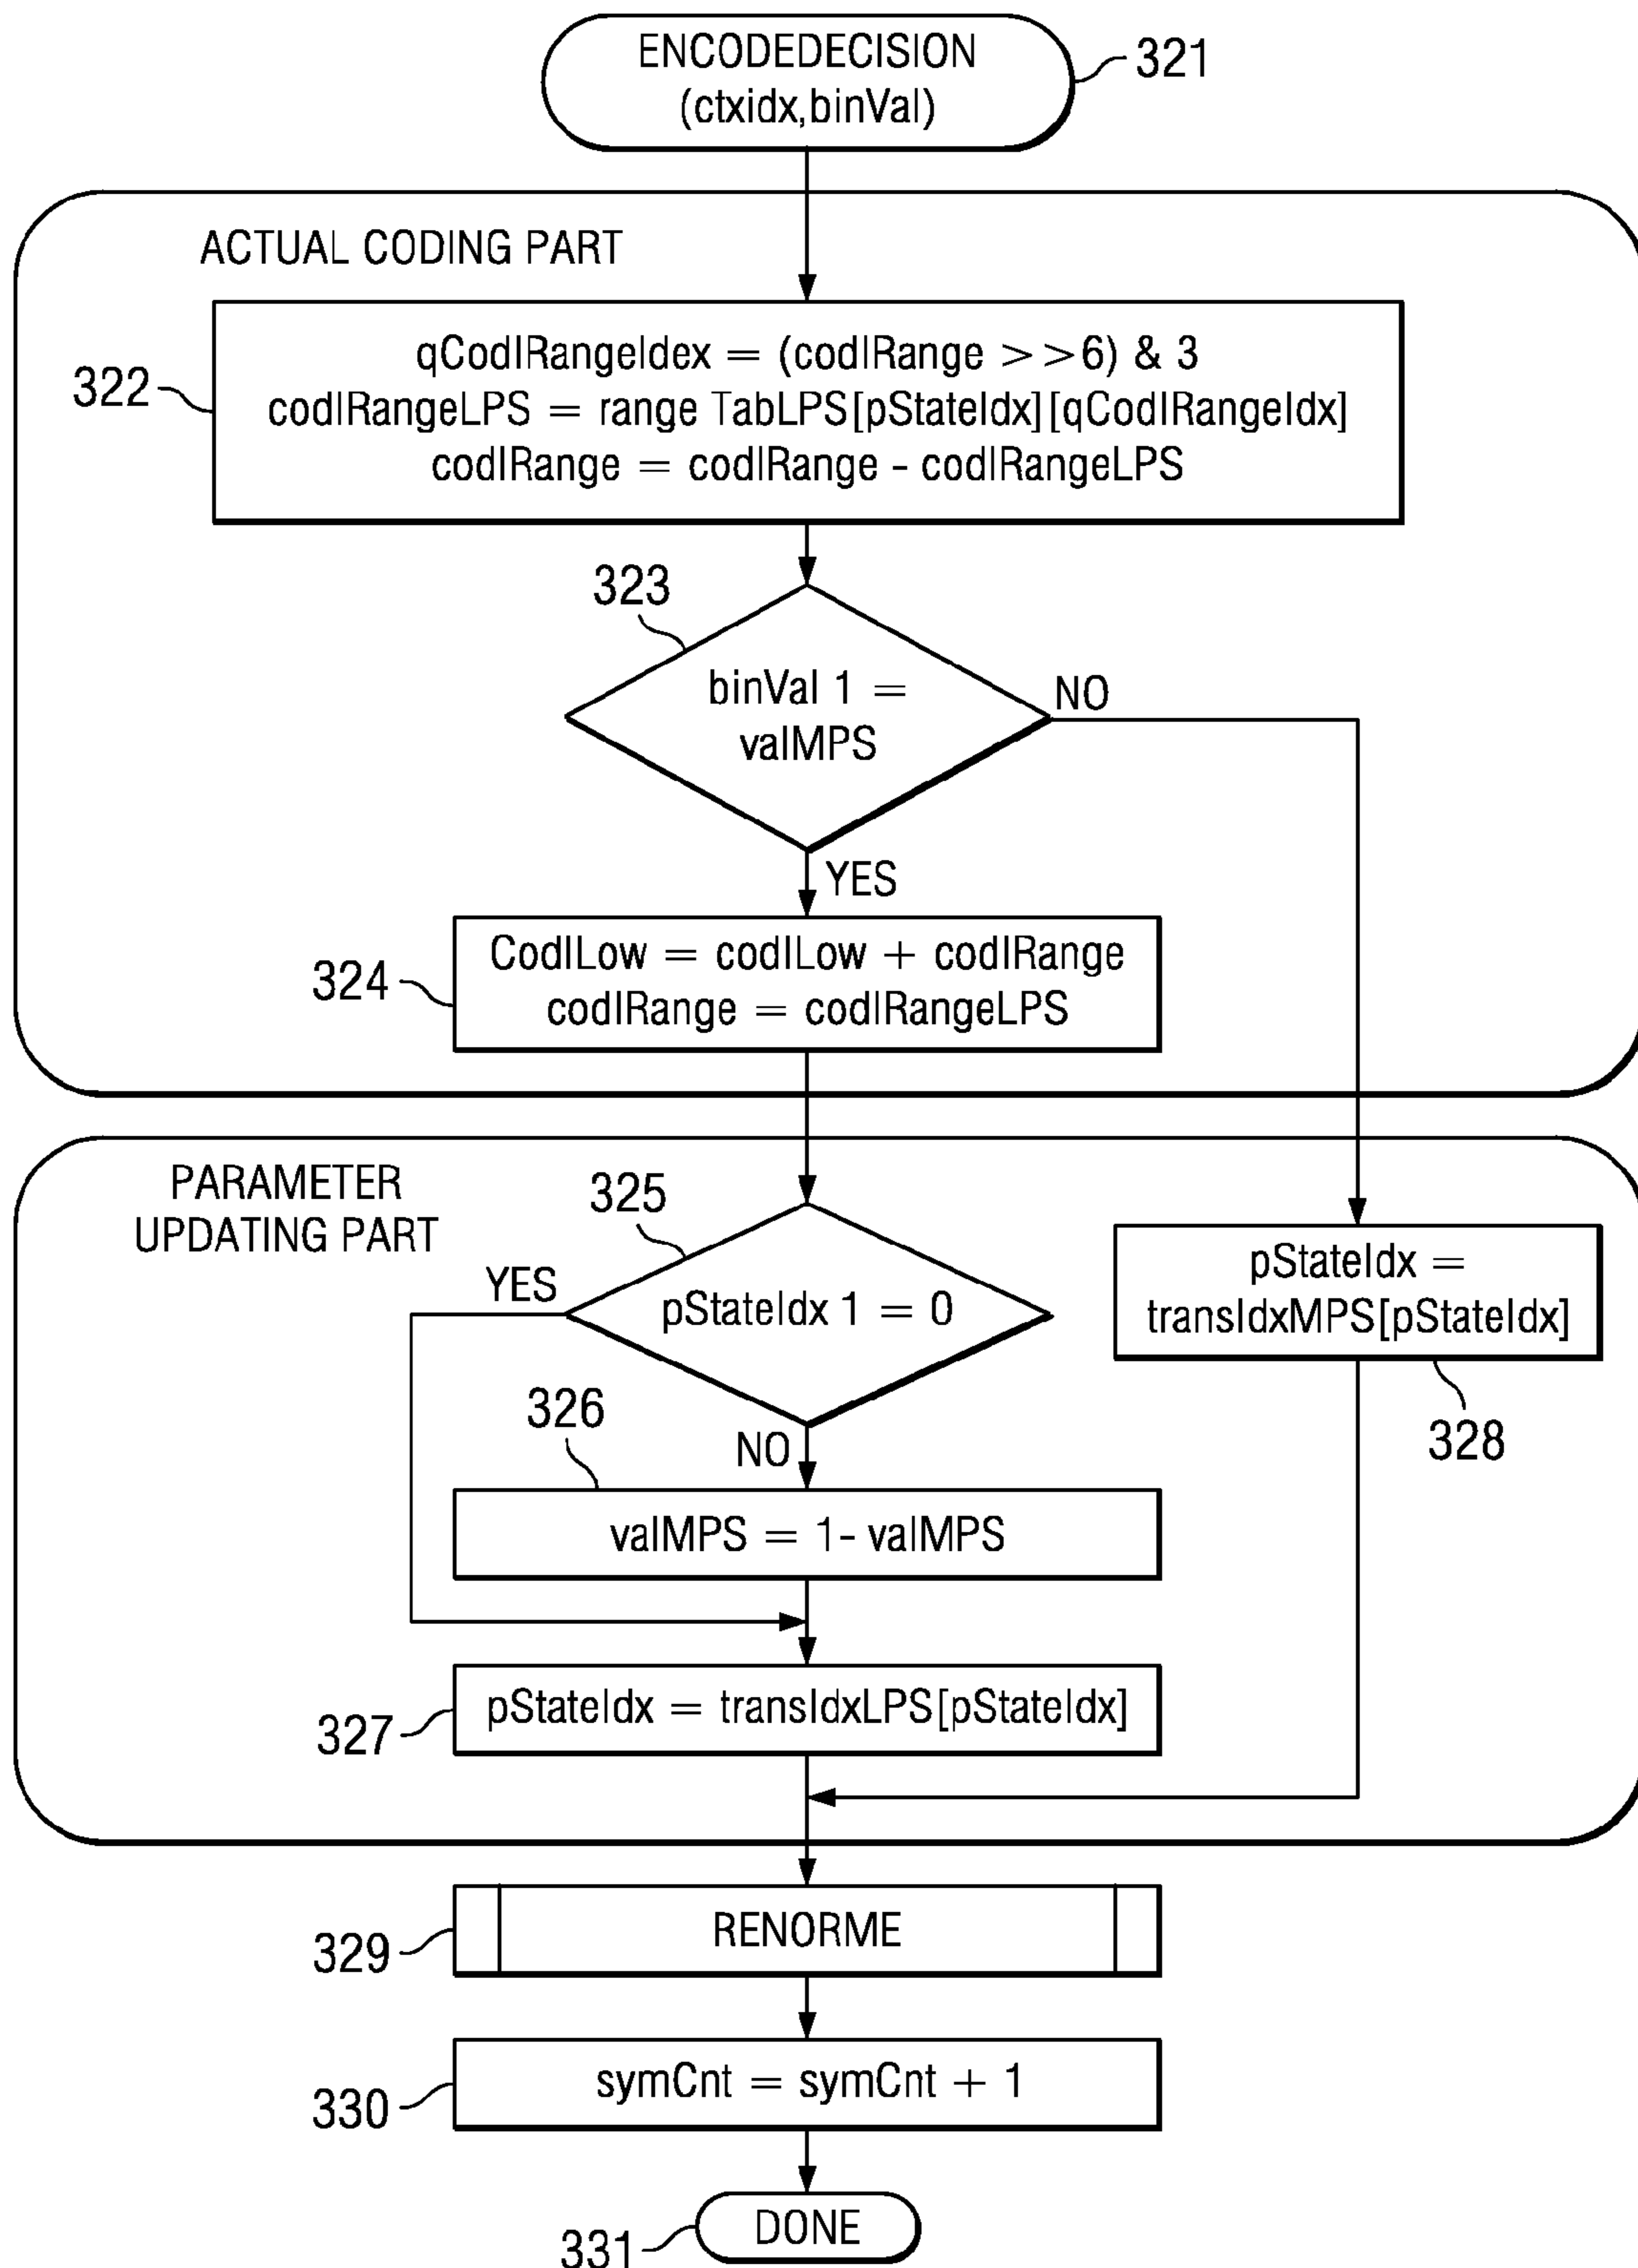 ENCODEDECISION
(ctxidx,binVal)
321
ACTUAL CODING PART
322
qCodIRangeIdex = (codIRange >>6) & 3
codIRangeLPS = range TabLPS[pStateIdx][qCodIRangeIdx]
codIRange = codIRange - codIRangeLPS
323
binVal 1 =
valMPS
NO
YES
324
CodILow = codILow + codIRange
codIRange = codIRangeLPS
PARAMETER
UPDATING PART
325
YES
pStateIdx 1 = 0
NO
pStateIdx =
transIdxMPS[pStateIdx]
328
326
valMPS = 1- valMPS
327
pStateIdx = transIdxLPS[pStateIdx]
329
RENORME
330
symCnt = symCnt + 1
331
DONE